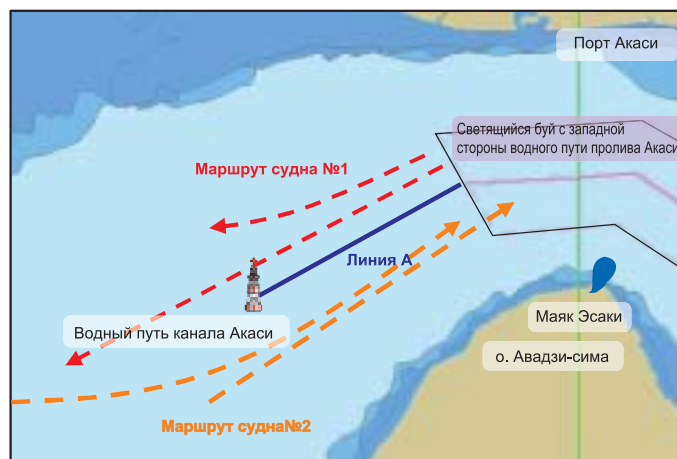 Порт Акаси
Светящийся буй с западной
стороны водного пути пролива Акаси
Маршрут судна №1
Линия А
Маяк Эсаки
Водный путь канала Акаси
о. Авадзи-сима
Маршрут судна№2